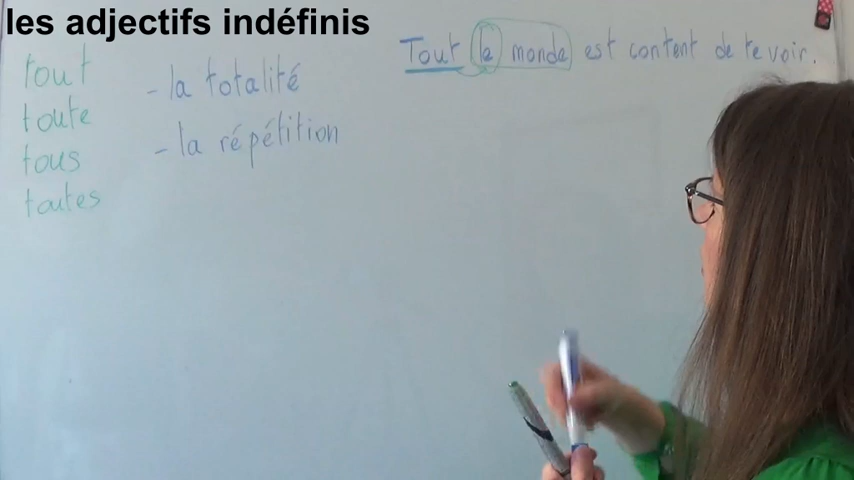 les adjectifs indéfinis
tout
toute
tous
toutes
- la totalité
- la répétition
Tout le monde est content de te voir.